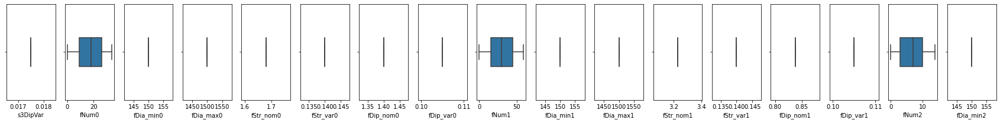 0.017 0.018
s3DipVar
0 20
fNum0
145 150 155
fDia_min0
1450 1500 1550
fDia_max0
1.6 1.7
fStr_nom0
0.135 0.140 0.145
fStr_var0
1.35 1.40 1.45
fDip_nom0
0.10 0.11
fDip_var0
0 50
fNum1
145 150 155
fDia_min1
1450 1500 1550
fDia_max1
3.2 3.4
fStr_nom1
0.135 0.140 0.145
fStr_var1
0.80 0.85
fDip_nom1
0.10 0.11
fDip_var1
0 10
fNum2
145 150 155
fDia_min2